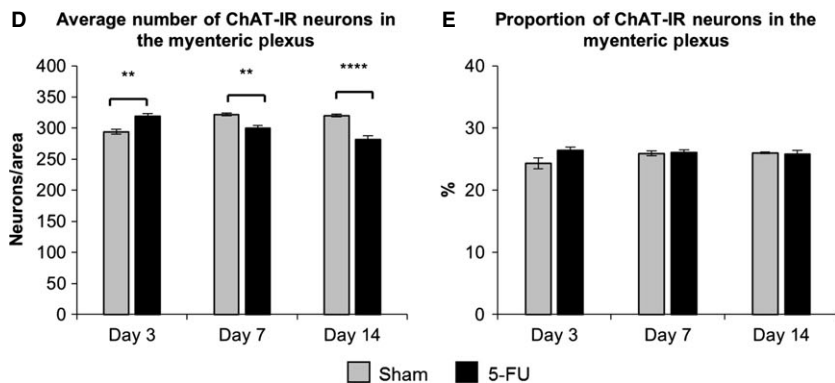 D
Average number of ChAT-IR neurons in
the myenteric plexus
400
350
300
250
200
150
100
50
0
Neurons/area
**
**
****
Day 3
Day 7
Day 14
E
Proportion of ChAT-IR neurons in the
myenteric plexus
40
30
20
10
0
%
Day 3
Day 7
Day 14
Sham
5-FU